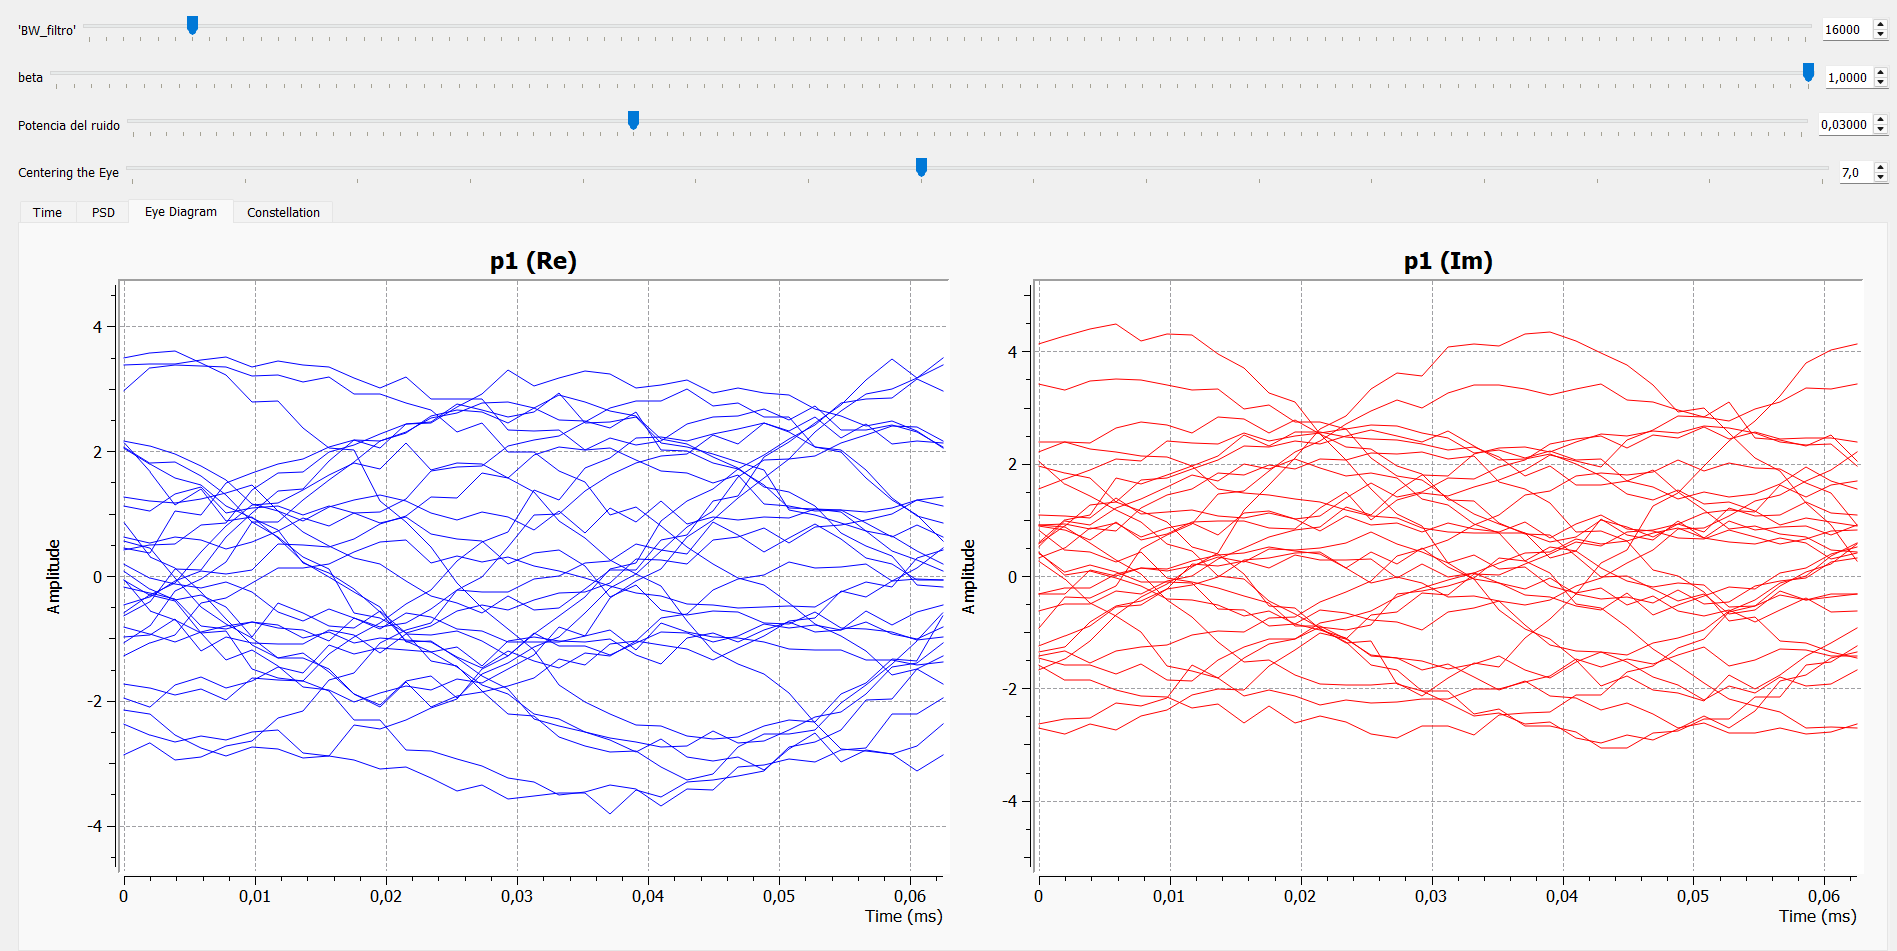 'BW_filtro' 16000
beta 1,0000
Potencia del ruido 0,03000
Centering the Eye 7,0
Time PSD Eye Diagram Constellation
p1 (Re)
Amplitude
4
2
0
-2
-4
0 0,01 0,02 0,03 0,04 0,05 0,06
Time (ms)
p1 (Im)
Amplitude
4
2
0
-2
-4
0 0,01 0,02 0,03 0,04 0,05 0,06
Time (ms)